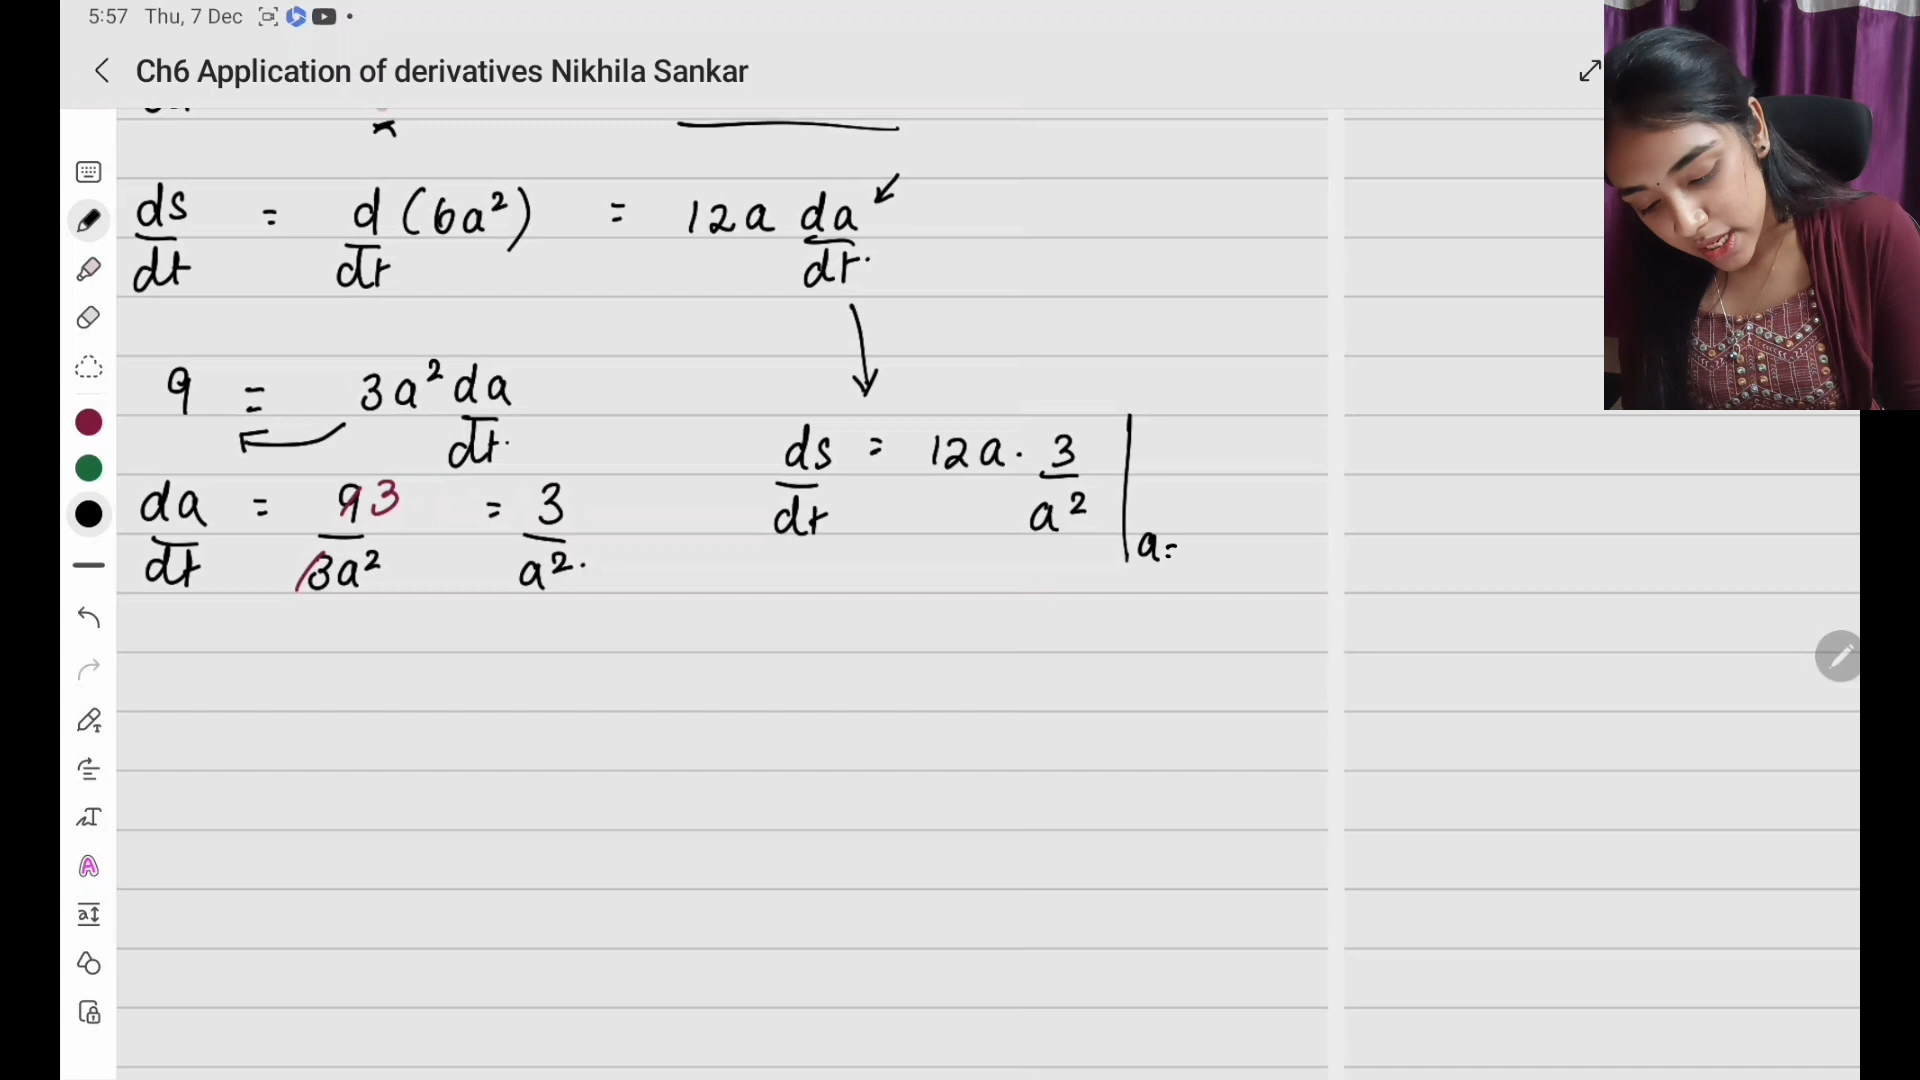 5:57 Thu, 7 Dec
Ch6 Application of derivatives Nikhila Sankar
ds/dt = d/dt (6a²) = 12a da/dt.
9 = 3a² da/dt.
da/dt = 9 3/3a² = 3/a².
ds/dt = 12a · 3/a² | a=